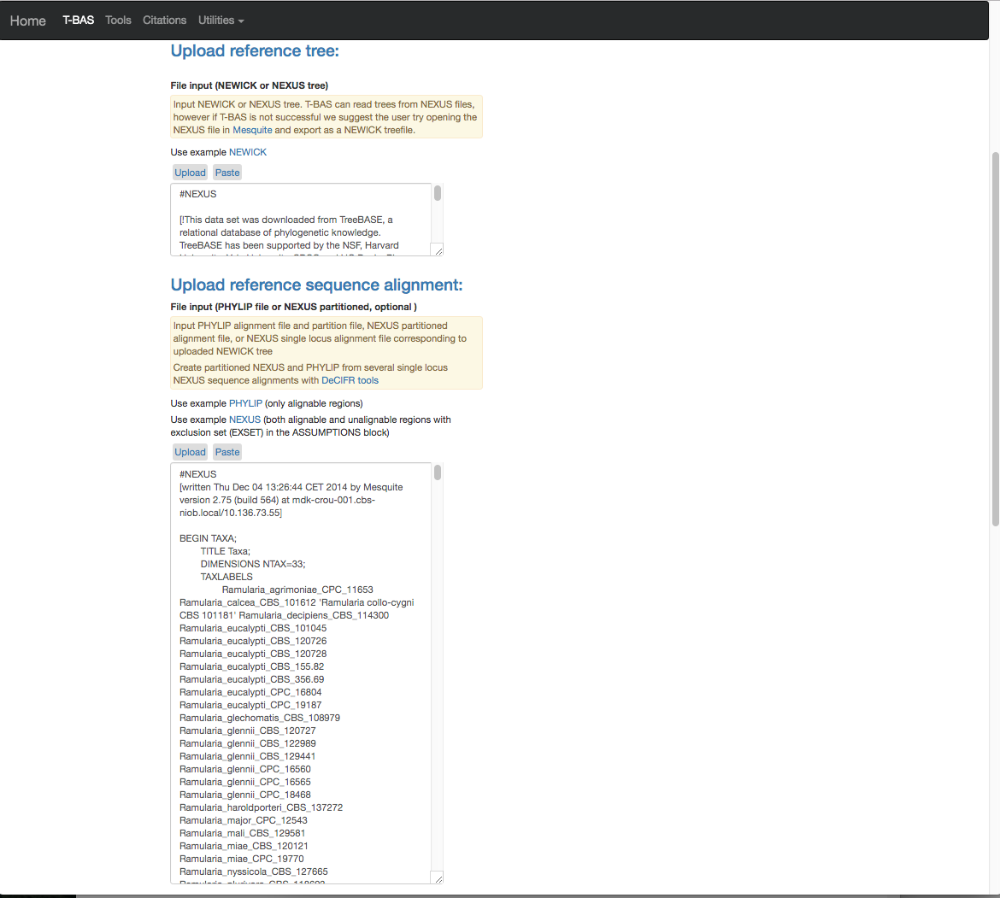 Home T-BAS Tools Citations Utilities
Upload reference tree:
File input (NEWICK or NEXUS tree)
Input NEWICK or NEXUS tree. T-BAS can read trees from NEXUS files,
however if T-BAS is not successful we suggest the user try opening the
NEXUS file in Mesquite and export as a NEWICK treefile.
Use example NEWICK
Upload Paste
#NEXUS
[!This data set was downloaded from TreeBASE, a
relational database of phylogenetic knowledge.
TreeBASE has been supported by the NSF, Harvard
Upload reference sequence alignment:
File input (PHYLIP file or NEXUS partitioned, optional )
Input PHYLIP alignment file and partition file, NEXUS partitioned
alignment file, or NEXUS single locus alignment file corresponding to
uploaded NEWICK tree
Create partitioned NEXUS and PHYLIP from several single locus
NEXUS sequence alignments with DeCIFR tools
Use example PHYLIP (only alignable regions)
Use example NEXUS (both alignable and unalignable regions with
exclusion set (EXSET) in the ASSUMPTIONS block)
Upload Paste
#NEXUS
[written Thu Dec 04 13:26:44 CET 2014 by Mesquite
version 2.75 (build 564) at mdk-crou-001.cbs-
niob.local/10.136.73.55]
BEGIN TAXA;
TITLE Taxa;
DIMENSIONS NTAX=33;
TAXLABELS
Ramularia_agrimoniae_CPC_11653
Ramularia_calcea_CBS_101612 'Ramularia collo-cygni
CBS 101181' Ramularia_decipiens_CBS_114300
Ramularia_eucalypti_CBS_101045
Ramularia_eucalypti_CBS_120726
Ramularia_eucalypti_CBS_120728
Ramularia_eucalypti_CBS_155.82
Ramularia_eucalypti_CBS_356.69
Ramularia_eucalypti_CPC_16804
Ramularia_eucalypti_CPC_19187
Ramularia_glechomatis_CBS_108979
Ramularia_glennii_CBS_120727
Ramularia_glennii_CBS_122989
Ramularia_glennii_CBS_129441
Ramularia_glennii_CPC_16560
Ramularia_glennii_CPC_16565
Ramularia_glennii_CPC_18468
Ramularia_haroldporteri_CBS_137272
Ramularia_major_CPC_12543
Ramularia_mali_CBS_129581
Ramularia_miae_CBS_120121
Ramularia_miae_CPC_19770
Ramularia_nyssicola_CBS_127665